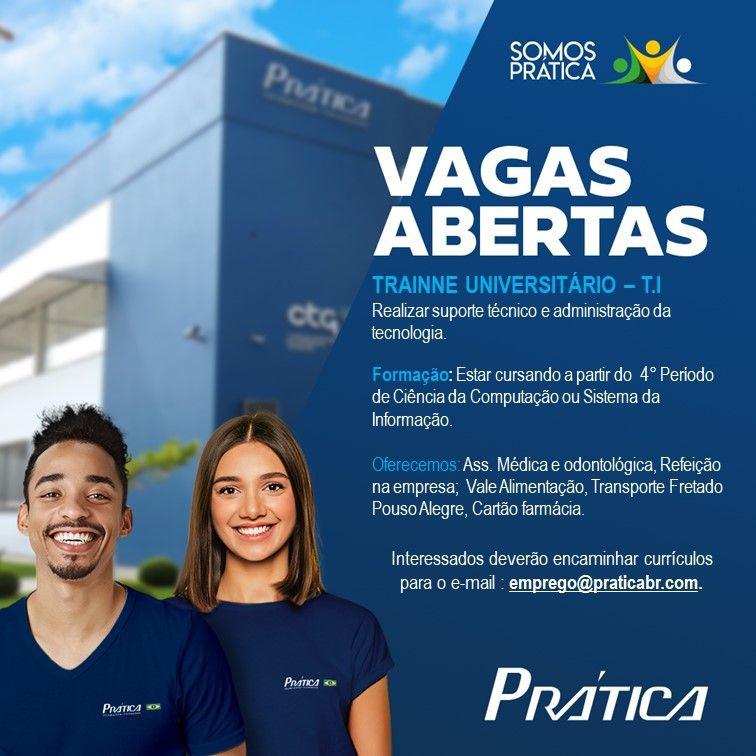 SOMOS
PRÁTICA
PRÁTICA
VAGAS
ABERTAS
TRAINNE UNIVERSITÁRIO – T.I
Realizar suporte técnico e administração da
tecnologia.
Formação: Estar cursando a partir do 4° Período
de Ciência da Computação ou Sistema da
Informação.
Oferecemos: Ass. Médica e odontológica, Refeição
na empresa; Vale Alimentação, Transporte Fretado
Pouso Alegre, Cartão farmácia.
Interessados deverão encaminhar currículos
para o e-mail : emprego@praticabr.com.
PRÁTICA
PRÁTICA
PRÁTICA